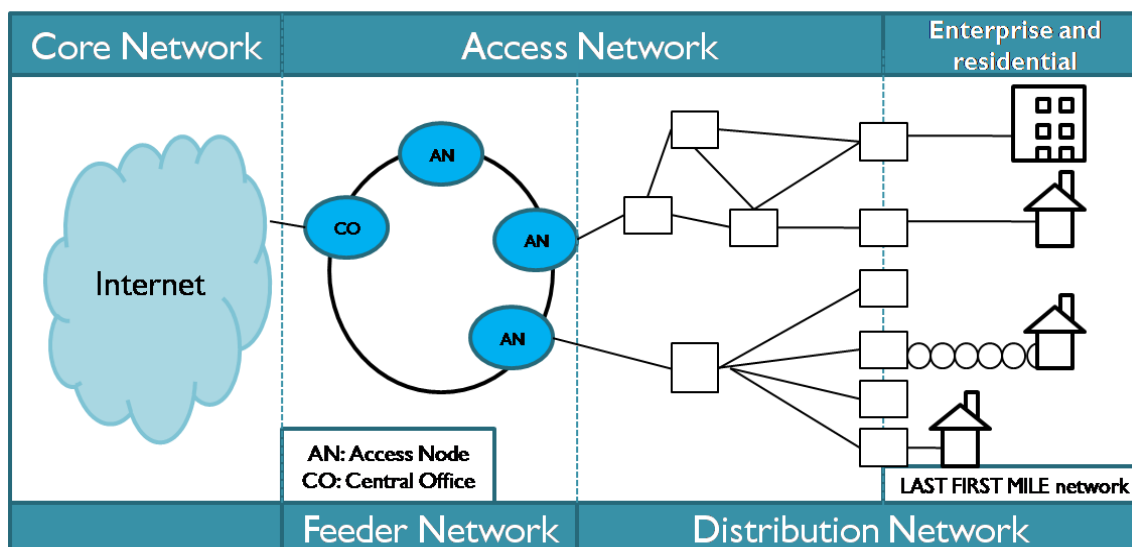 Core Network
Access Network
Enterprise and
residential
AN
CO
AN
Internet
AN
AN: Access Node
CO: Central Office
LAST FIRST MILE network
Feeder Network
Distribution Network